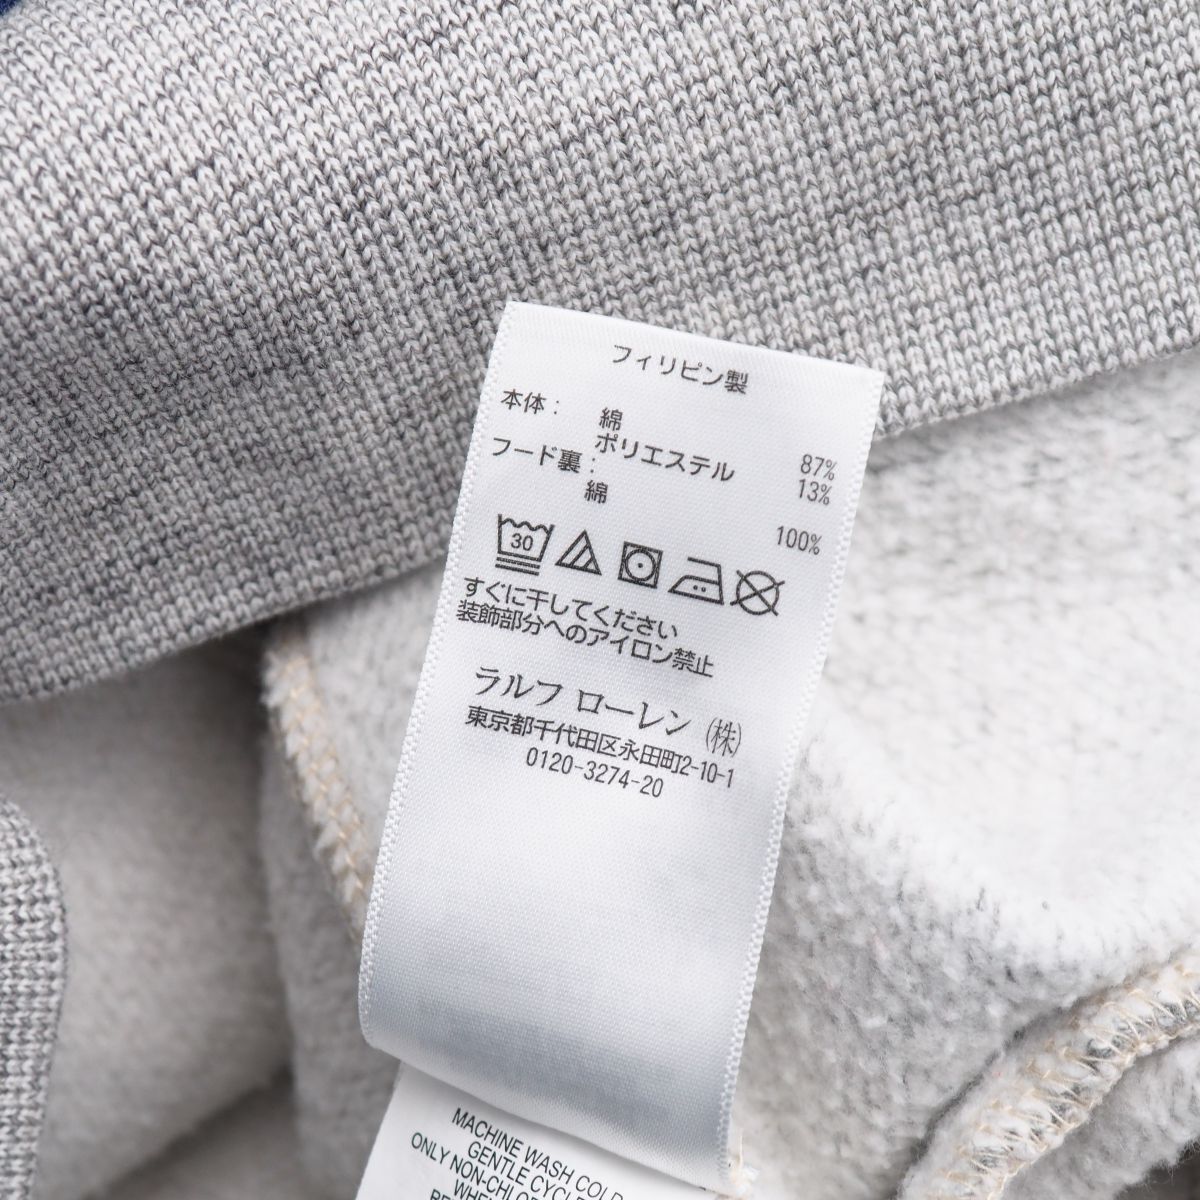 フィリピン製
本体: 綿 87%
ポリエステル 13%
フード裏:
綿 100%
30
すぐに干してください
装飾部分へのアイロン禁止
ラルフ ローレン (株)
東京都千代田区永田町2-10-1
0120-3274-20
MACHINE WASH COLD
GENTLE CYCLE
ONLY NON-CHLO
WHE